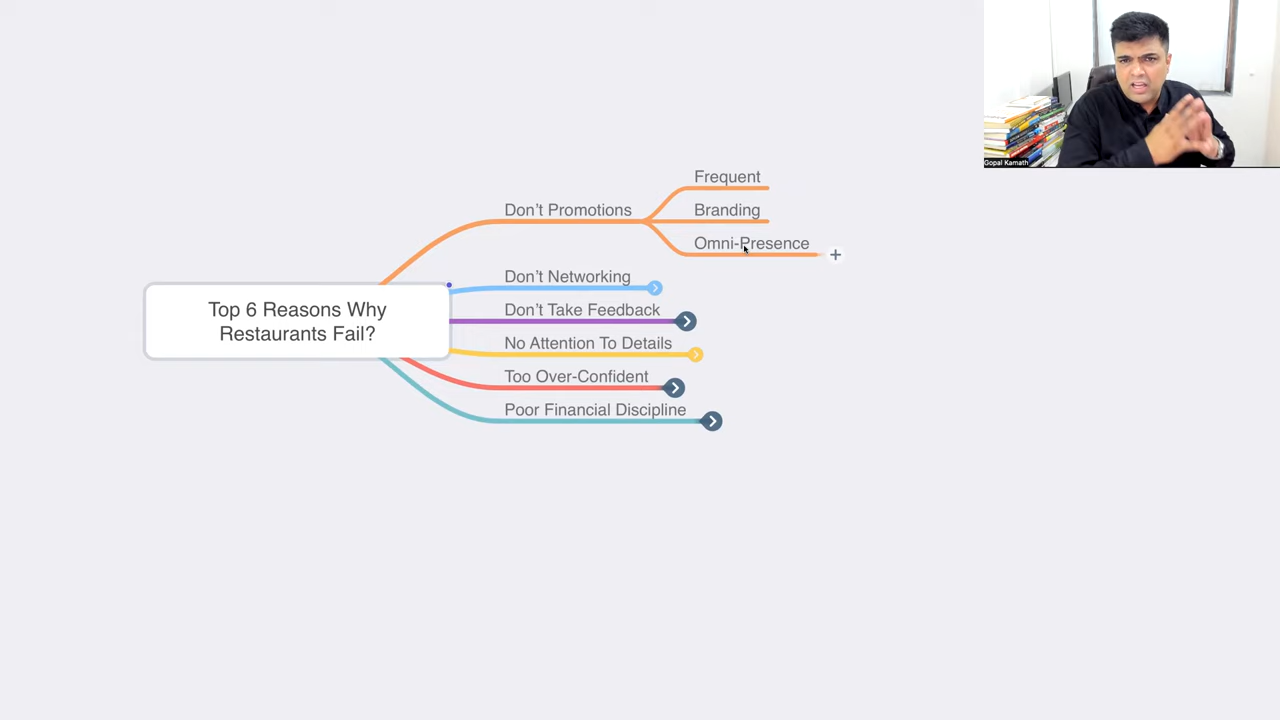 Gopal Kamath
Frequent
Don't Promotions
Branding
Omni-Presence
Don't Networking
Top 6 Reasons Why
Restaurants Fail?
Don't Take Feedback
No Attention To Details
Too Over-Confident
Poor Financial Discipline